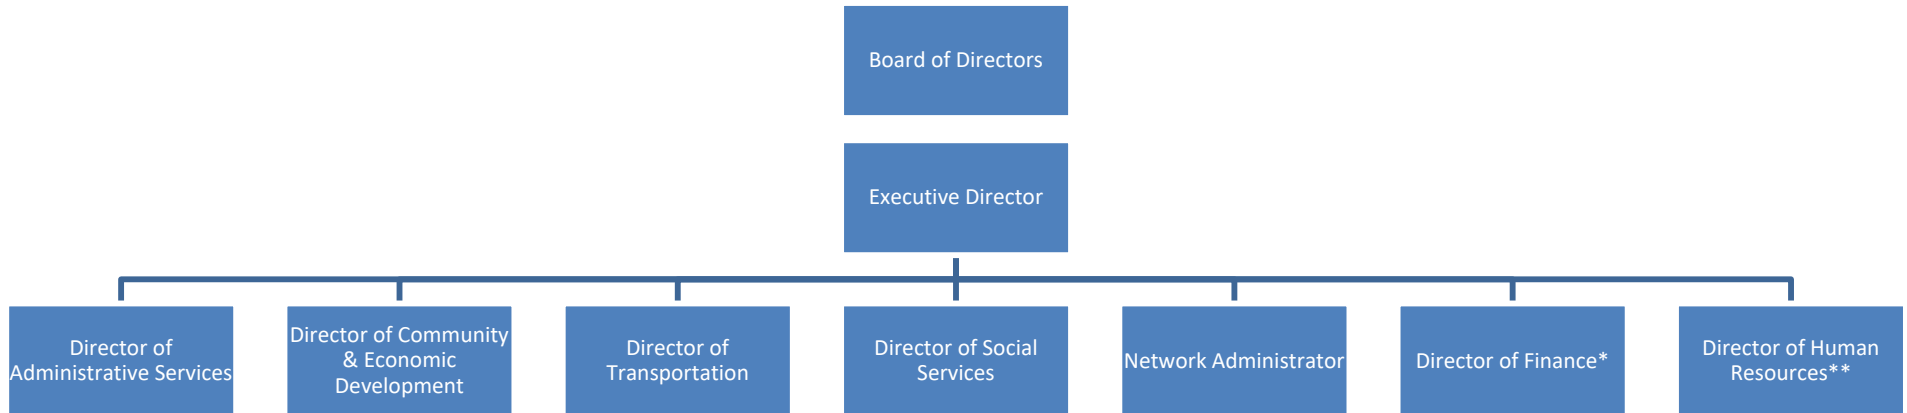 Board of Directors
Executive Director
Director of
Administrative Services
Director of Community
& Economic
Development
Director of
Transportation
Director of Social
Services
Network Administrator
Director of Finance*
Director of Human
Resources**